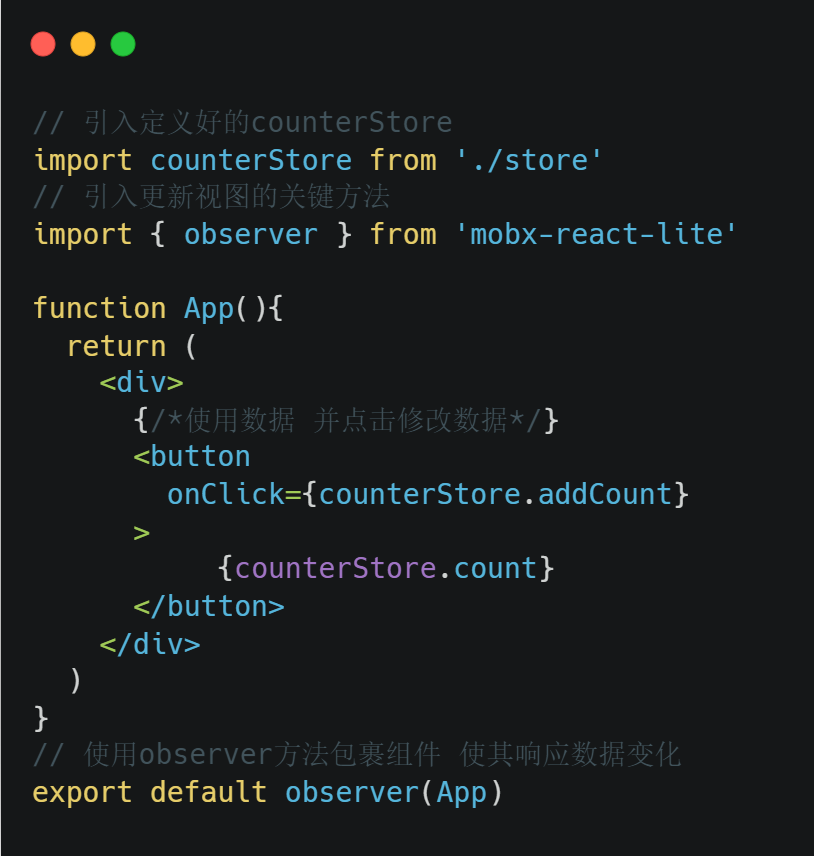 // 引入定义好的counterStore
import counterStore from './store'
// 引入更新视图的关键方法
import { observer } from 'mobx-react-lite'
function App(){
return (
<div>
{/*使用数据 并点击修改数据*/}
<button
onClick={counterStore.addCount}
>
{counterStore.count}
</button>
</div>
)
}
// 使用observer方法包裹组件 使其响应数据变化
export default observer(App)